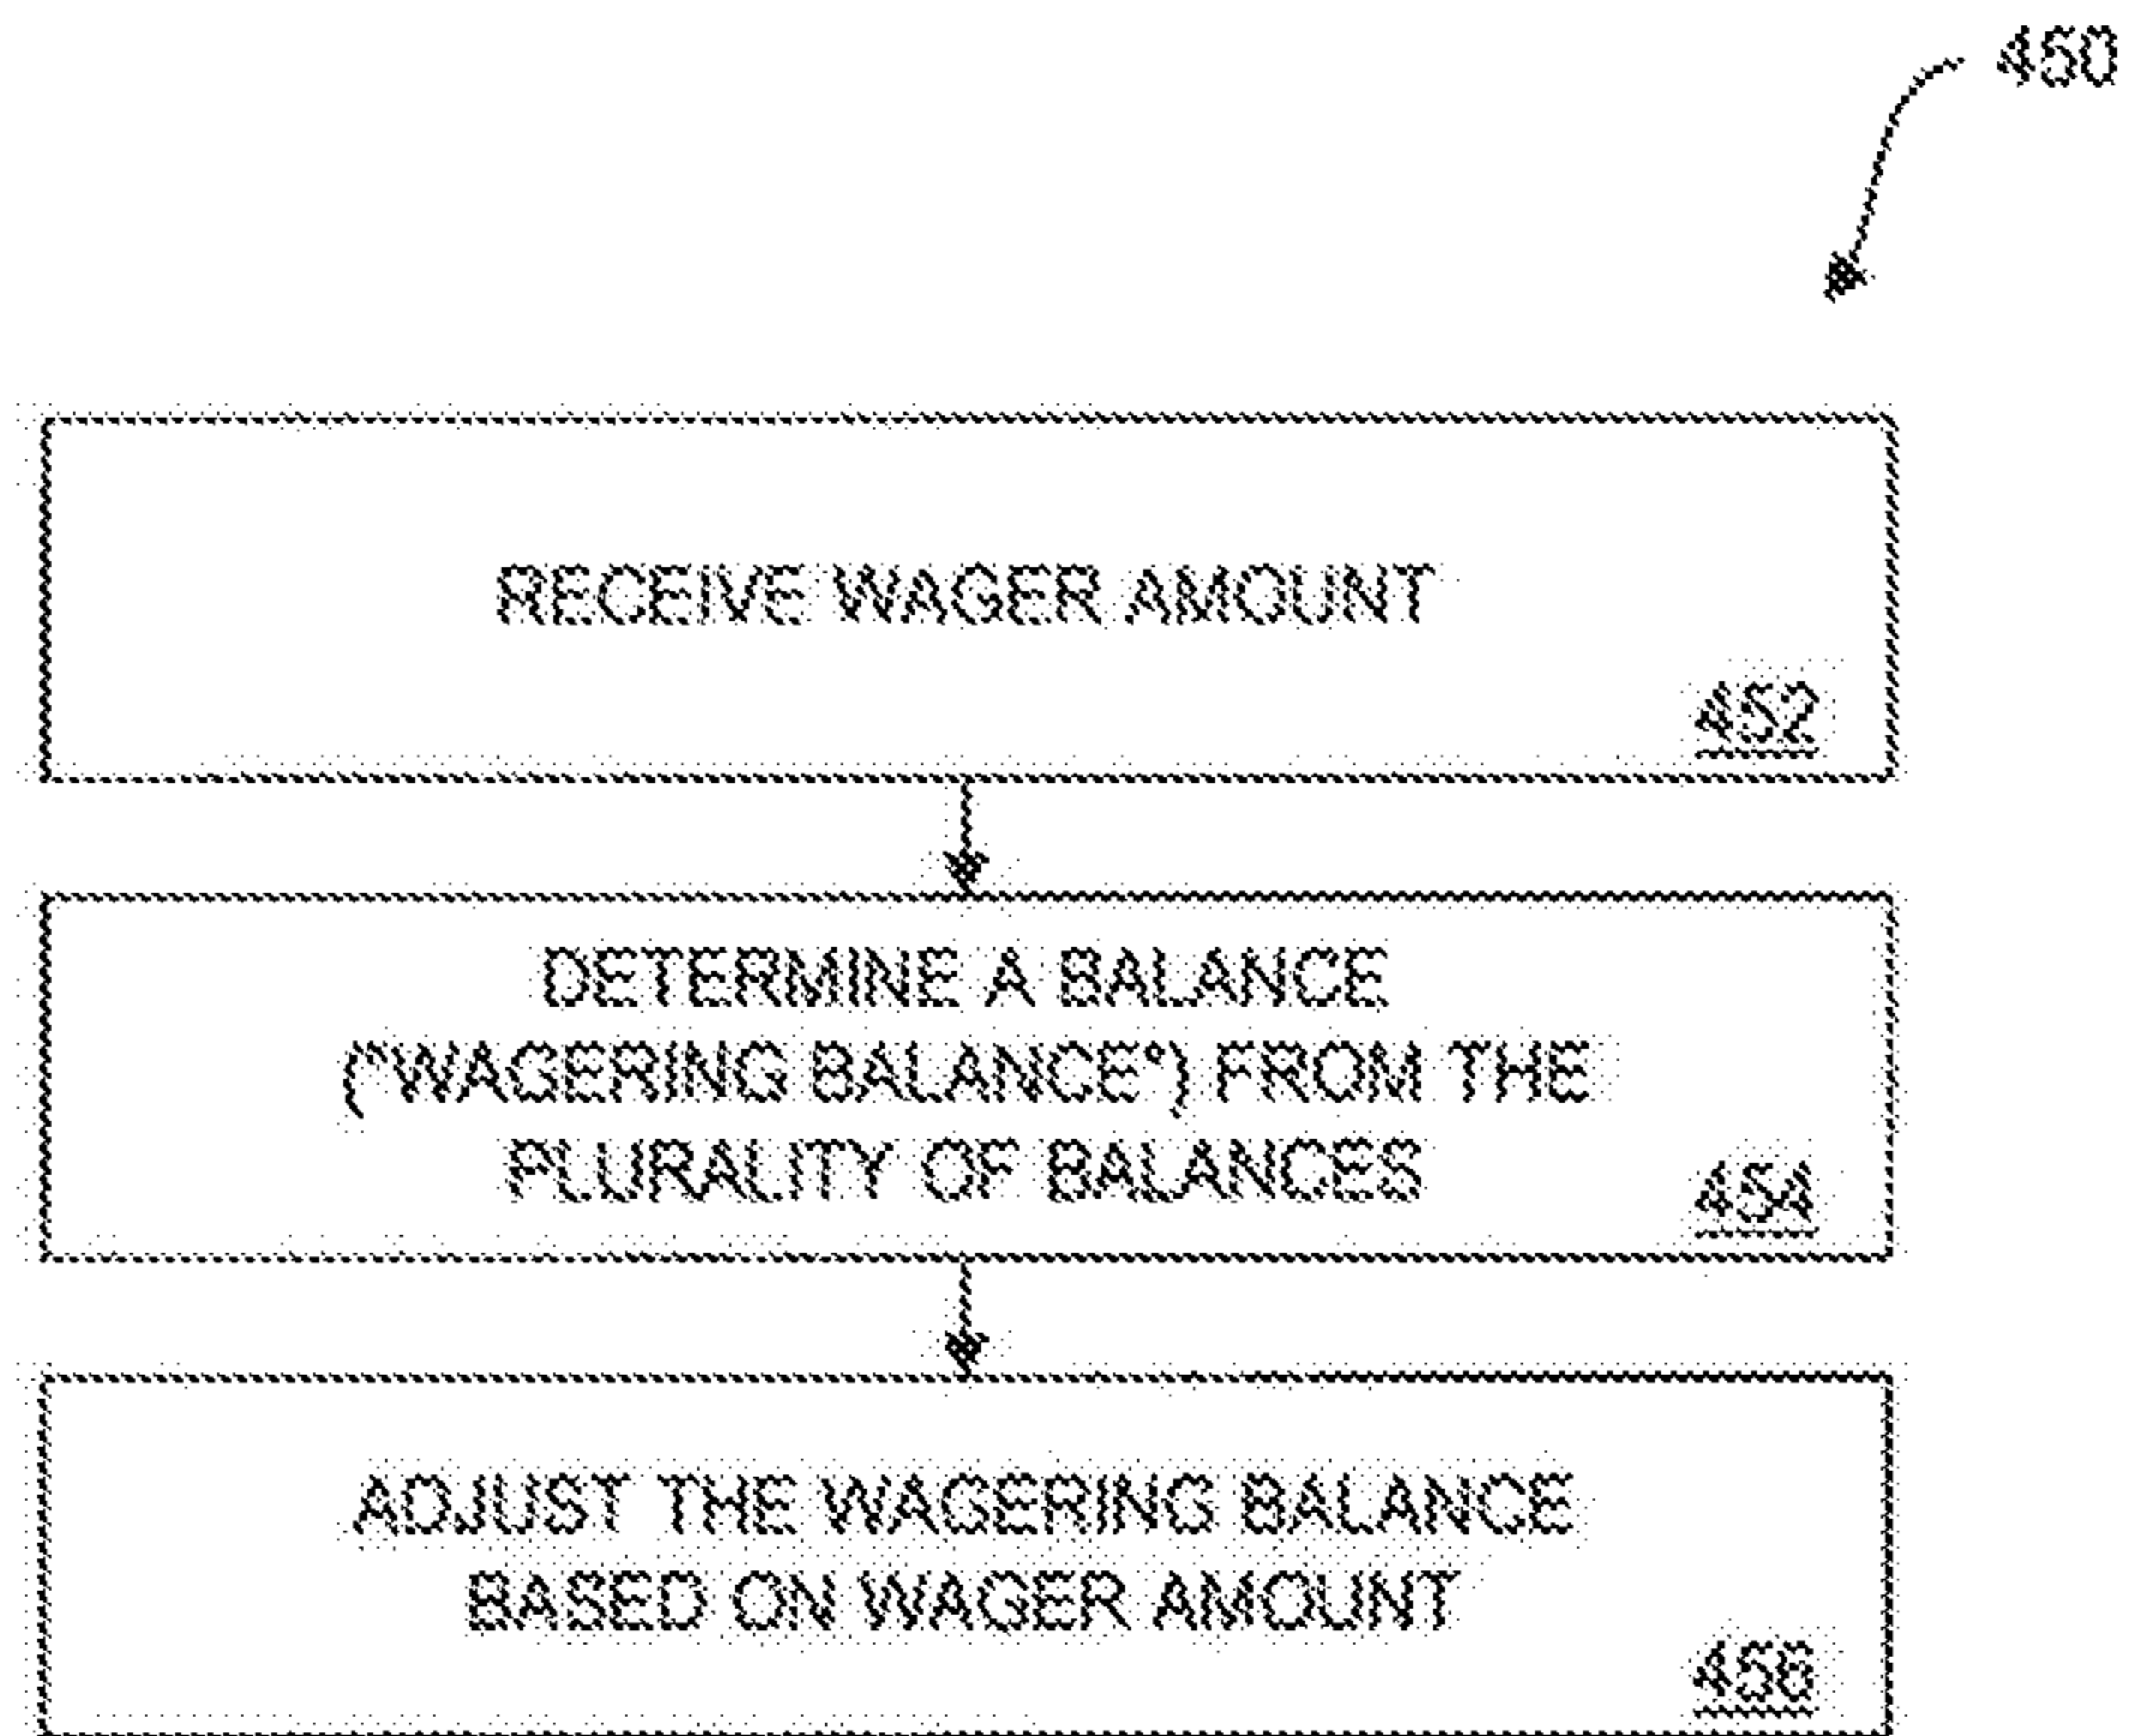 450
RECEIVE WAGER AMOUNT
452
DETERMINE A BALANCE
("WAGERING BALANCE") FROM THE
PLURALITY OF BALANCES
454
ADJUST THE WAGERING BALANCE
BASED ON WAGER AMOUNT
456